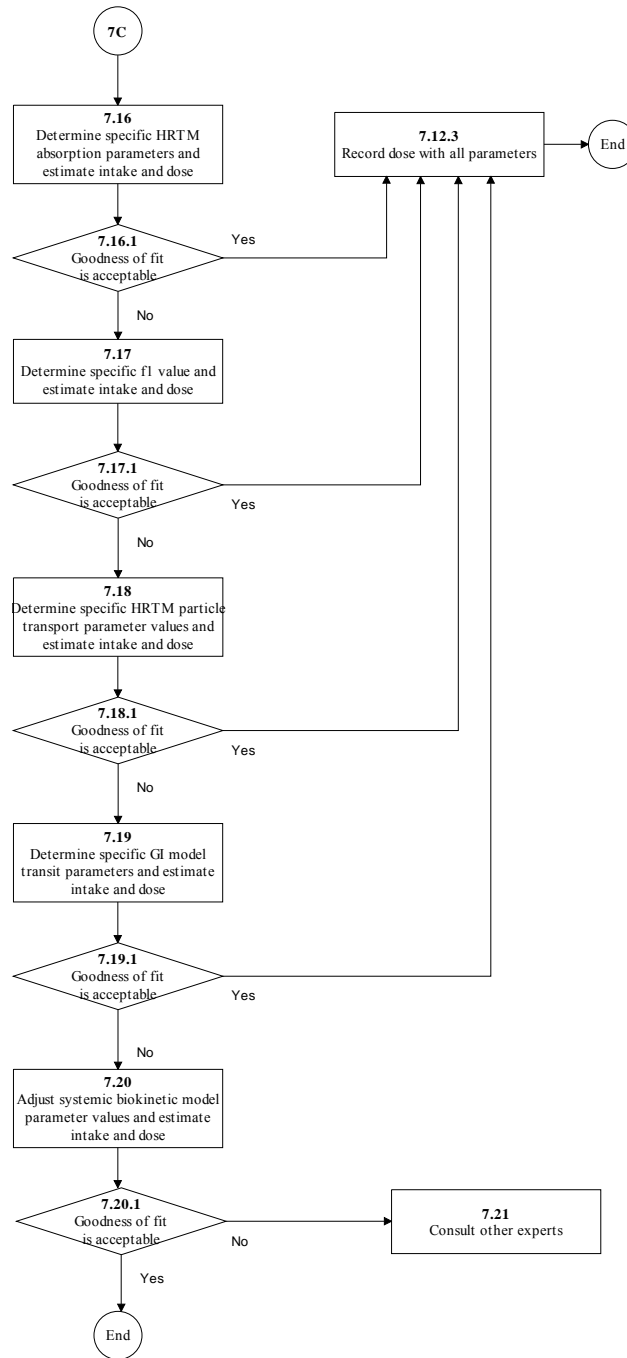 7C
7.16
Determine specific HRTM
absorption parameters and
estimate intake and dose
7.12.3
Record dose with all parameters
End
7.16.1
Goodness of fit
is acceptable
Yes
No
7.17
Determine specific f1 value and
estimate intake and dose
7.17.1
Goodness of fit
is acceptable
Yes
No
7.18
Determine specific HRTM particle
transport parameter values and
estimate intake and dose
7.18.1
Goodness of fit
is acceptable
Yes
No
7.19
Determine specific GI model
transit parameters and estimate
intake and dose
7.19.1
Goodness of fit
is acceptable
Yes
No
7.20
Adjust systemic biokinetic model
parameter values and estimate
intake and dose
7.20.1
Goodness of fit
is acceptable
No
7.21
Consult other experts
Yes
End